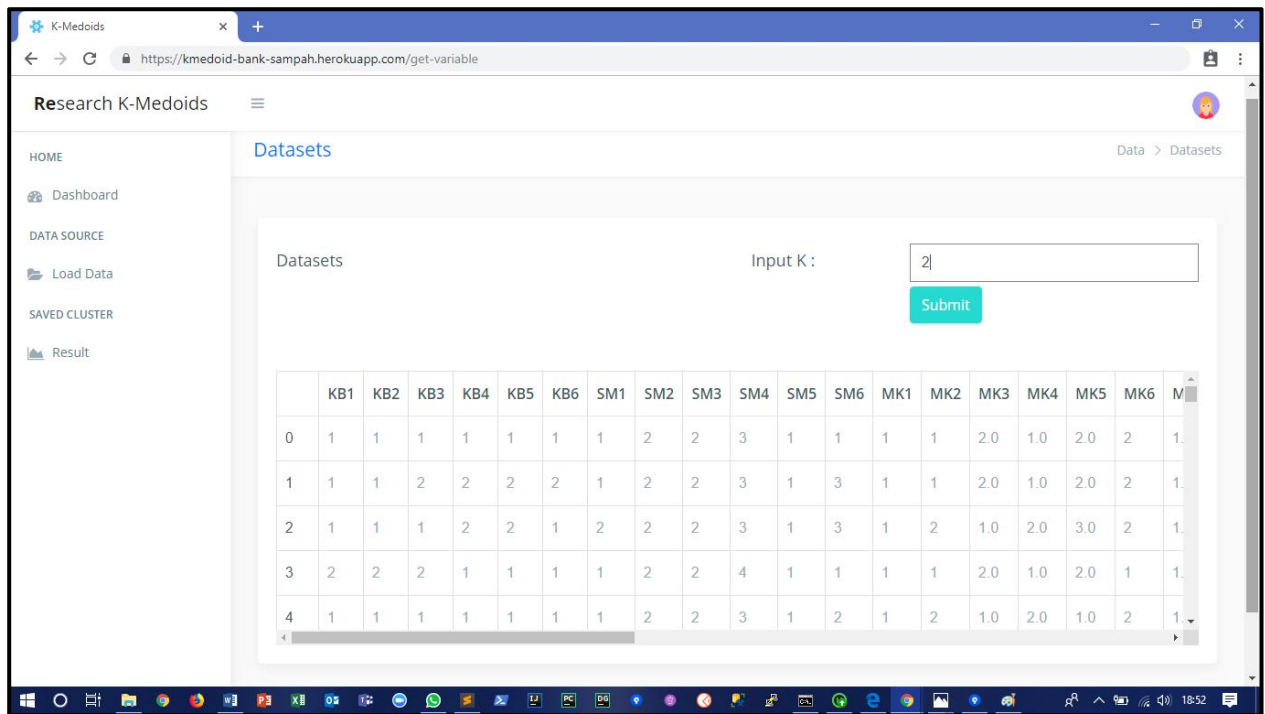 K-Medoids
https://kmedoid-bank-sampah.herokuapp.com/get-variable
Research K-Medoids
HOME
Dashboard
DATA SOURCE
Load Data
SAVED CLUSTER
Result
Datasets
Data > Datasets
Datasets
Input K :
2
Submit
KB1 KB2 KB3 KB4 KB5 KB6 SM1 SM2 SM3 SM4 SM5 SM6 MK1 MK2 MK3 MK4 MK5 MK6 M
0 1 1 1 1 1 1 1 2 2 3 1 1 1 1 2.0 1.0 2.0 2 1.
1 1 1 2 2 2 2 1 2 2 3 1 3 1 1 2.0 1.0 2.0 2 1.
2 1 1 1 2 2 1 2 2 2 3 1 3 1 2 1.0 2.0 3.0 2 1.
3 2 2 2 1 1 1 1 2 2 4 1 1 1 1 2.0 1.0 2.0 1 1.
4 1 1 1 1 1 1 1 2 2 3 1 2 1 2 1.0 2.0 1.0 2 1.
18:52